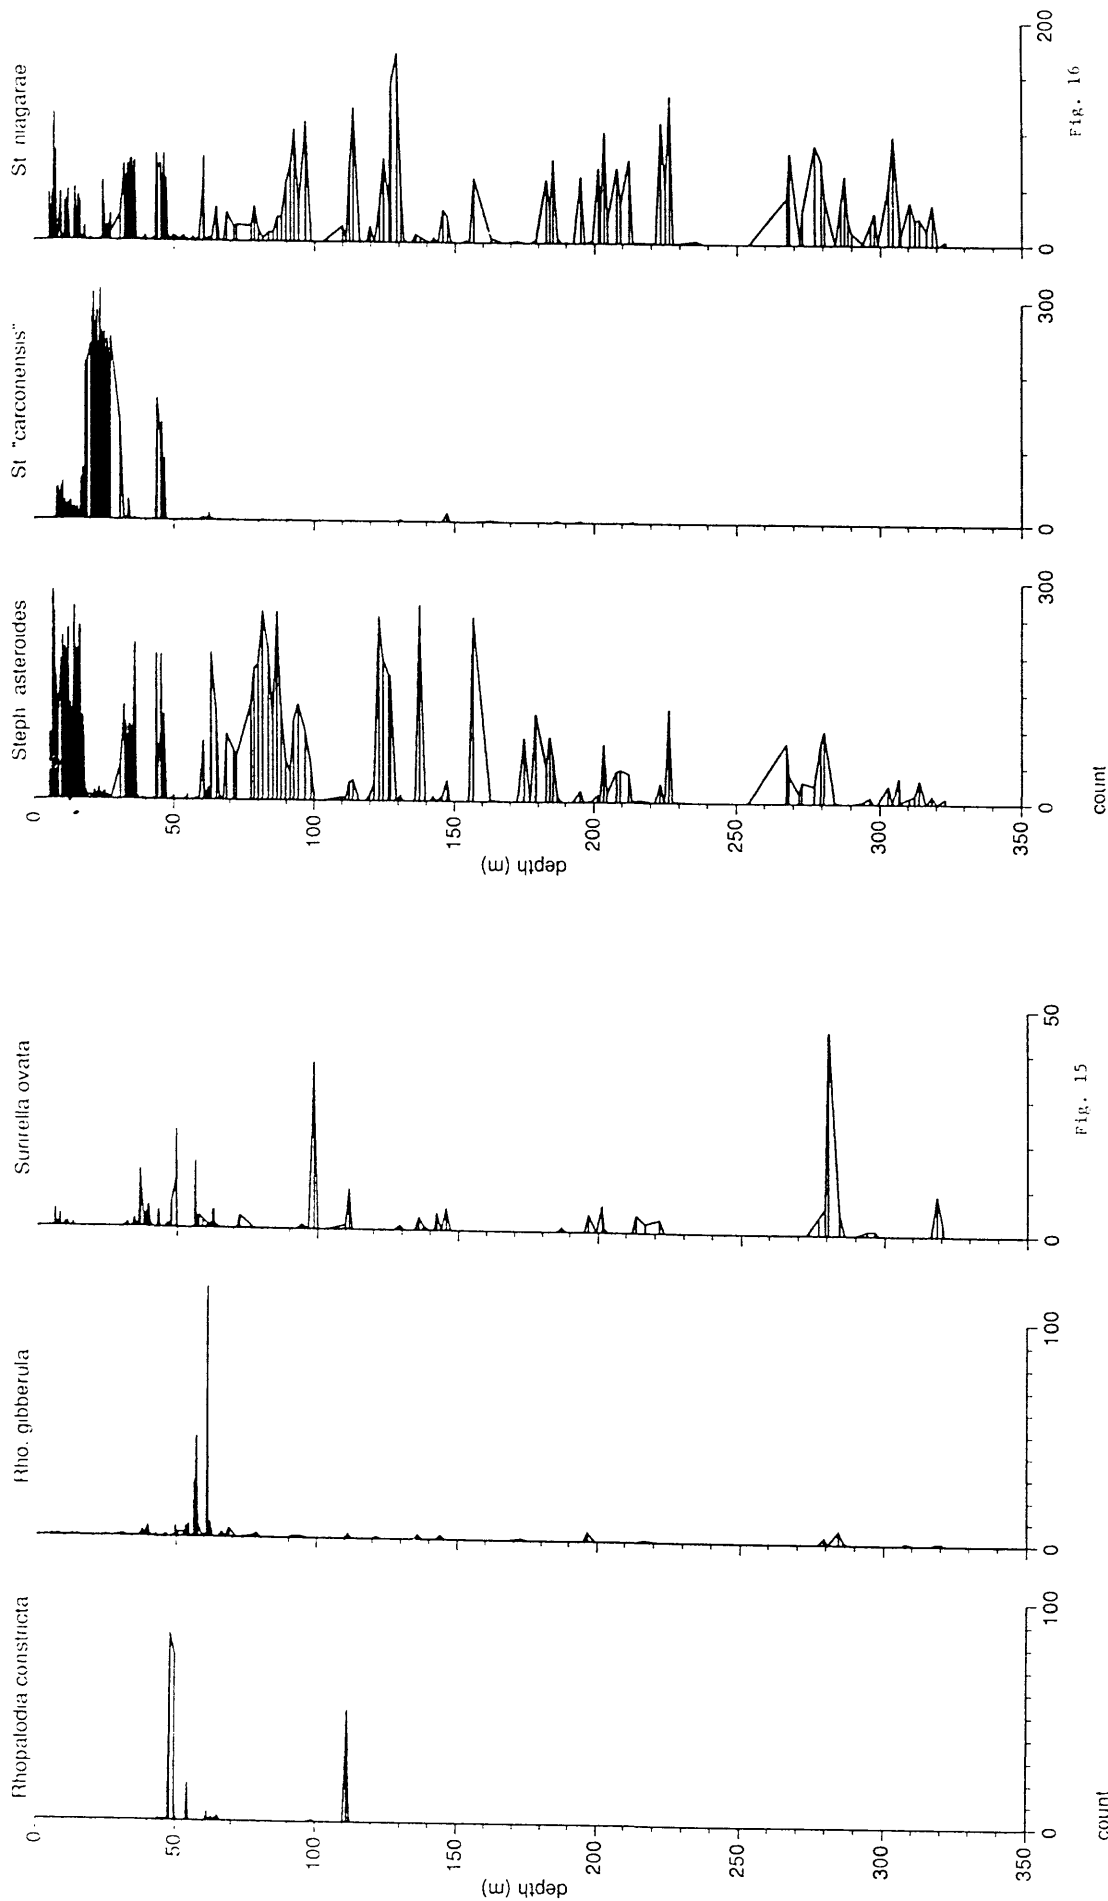 Rhopalodia constricta
Rho. gibberula
Surirella ovata
0
50
100
150
200
250
300
350
depth (m)
0
100
0
100
0
50
count
Fig. 15
Steph asteroides
St "carconensis"
St niagarae
0
50
100
150
200
250
300
350
depth (m)
0
300
0
300
0
200
count
Fig. 16